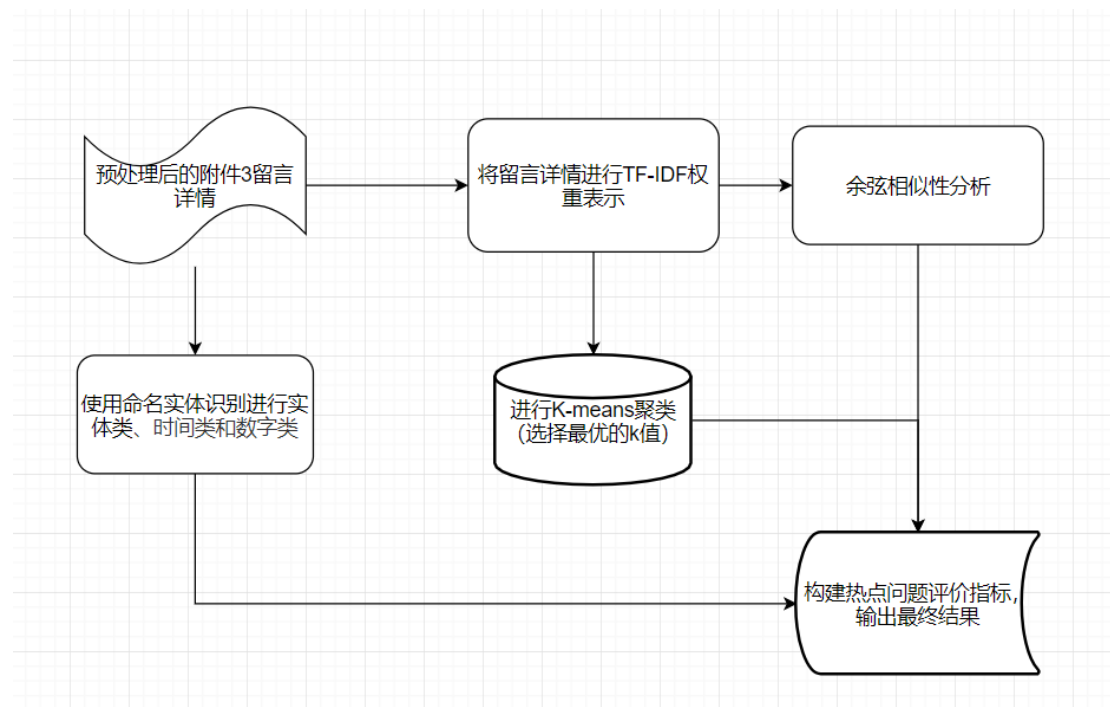 预处理后的附件3留言
详情
将留言详情进行TF-IDF权
重表示
余弦相似性分析
使用命名实体识别进行实
体类、时间类和数字类
进行K-means聚类
（选择最优的k值）
构建热点问题评价指标，
输出最终结果